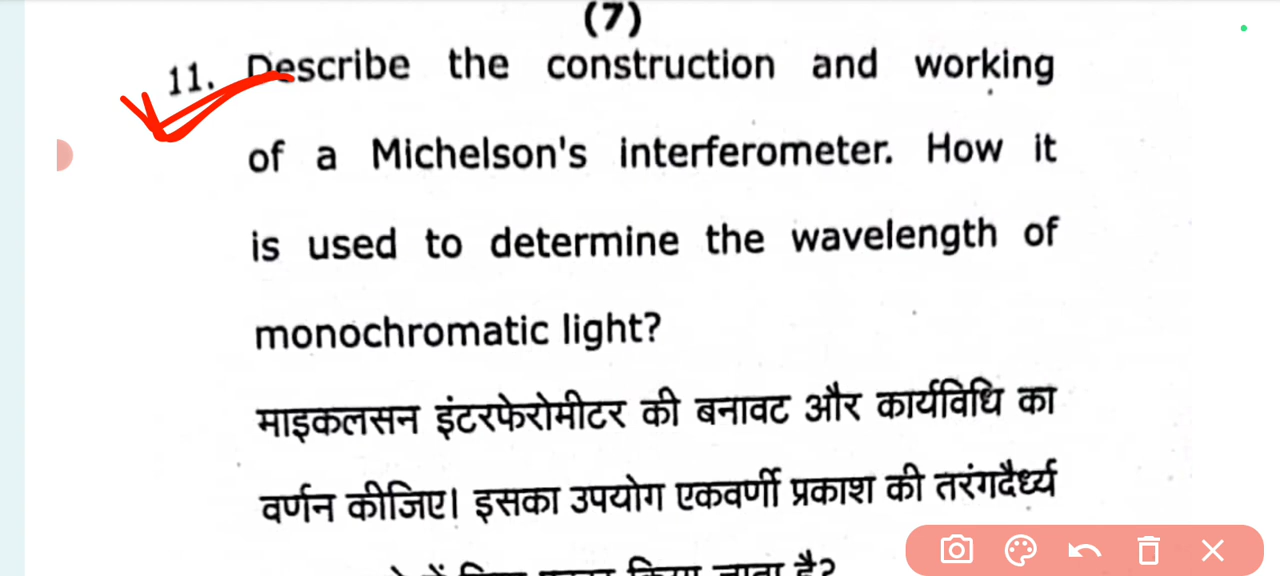 (7)
11. Describe the construction and working
of a Michelson's interferometer. How it
is used to determine the wavelength of
monochromatic light?
माइकलसन इंटरफेरोमीटर की बनावट और कार्यविधि का
वर्णन कीजिए। इसका उपयोग एकवर्णी प्रकाश की तरंगदैर्ध्य
किया जाता है?